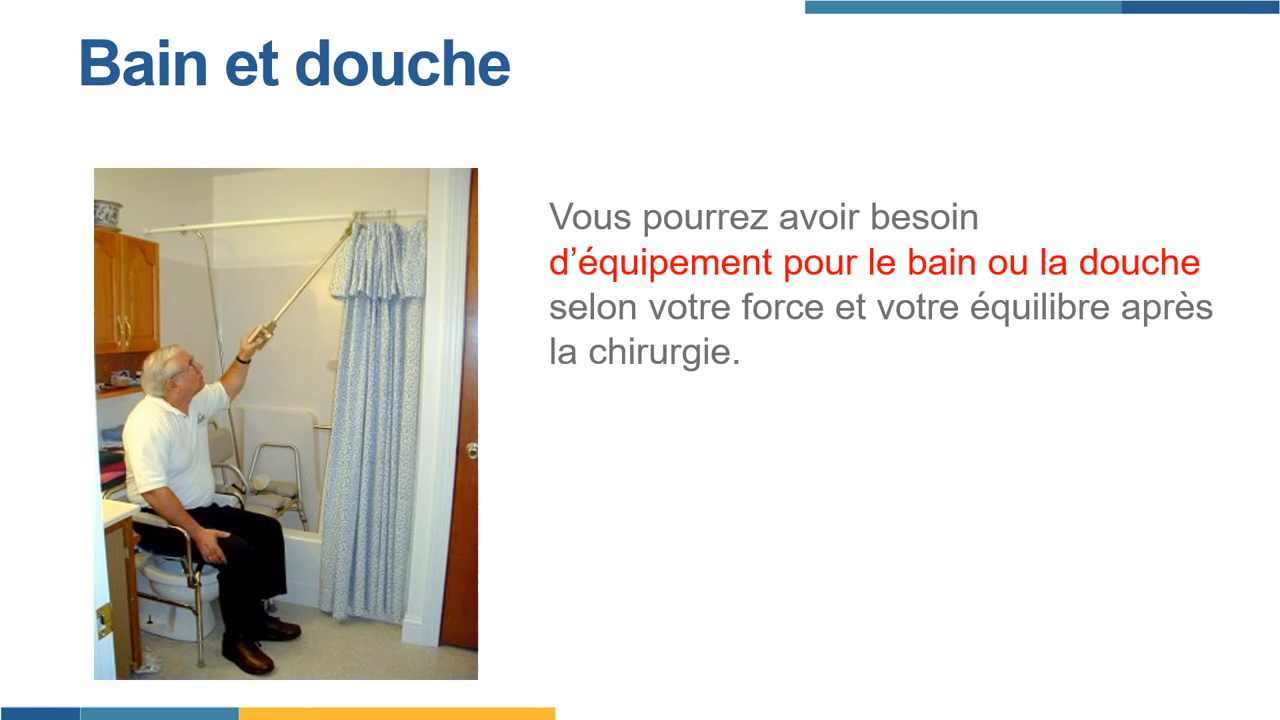 Bain et douche
Vous pourrez avoir besoin
d’équipement pour le bain ou la douche
selon votre force et votre équilibre après
la chirurgie.